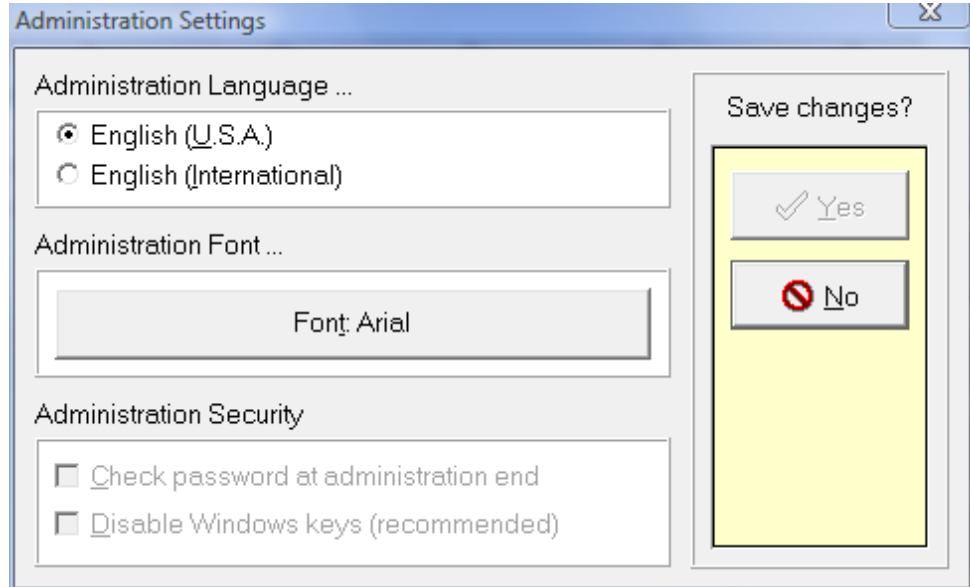 Administration Settings
Administration Language ...
English (U.S.A.)
English (International)
Administration Font ...
Font: Arial
Administration Security
Check password at administration end
Disable Windows keys (recommended)
Save changes?
Yes
No